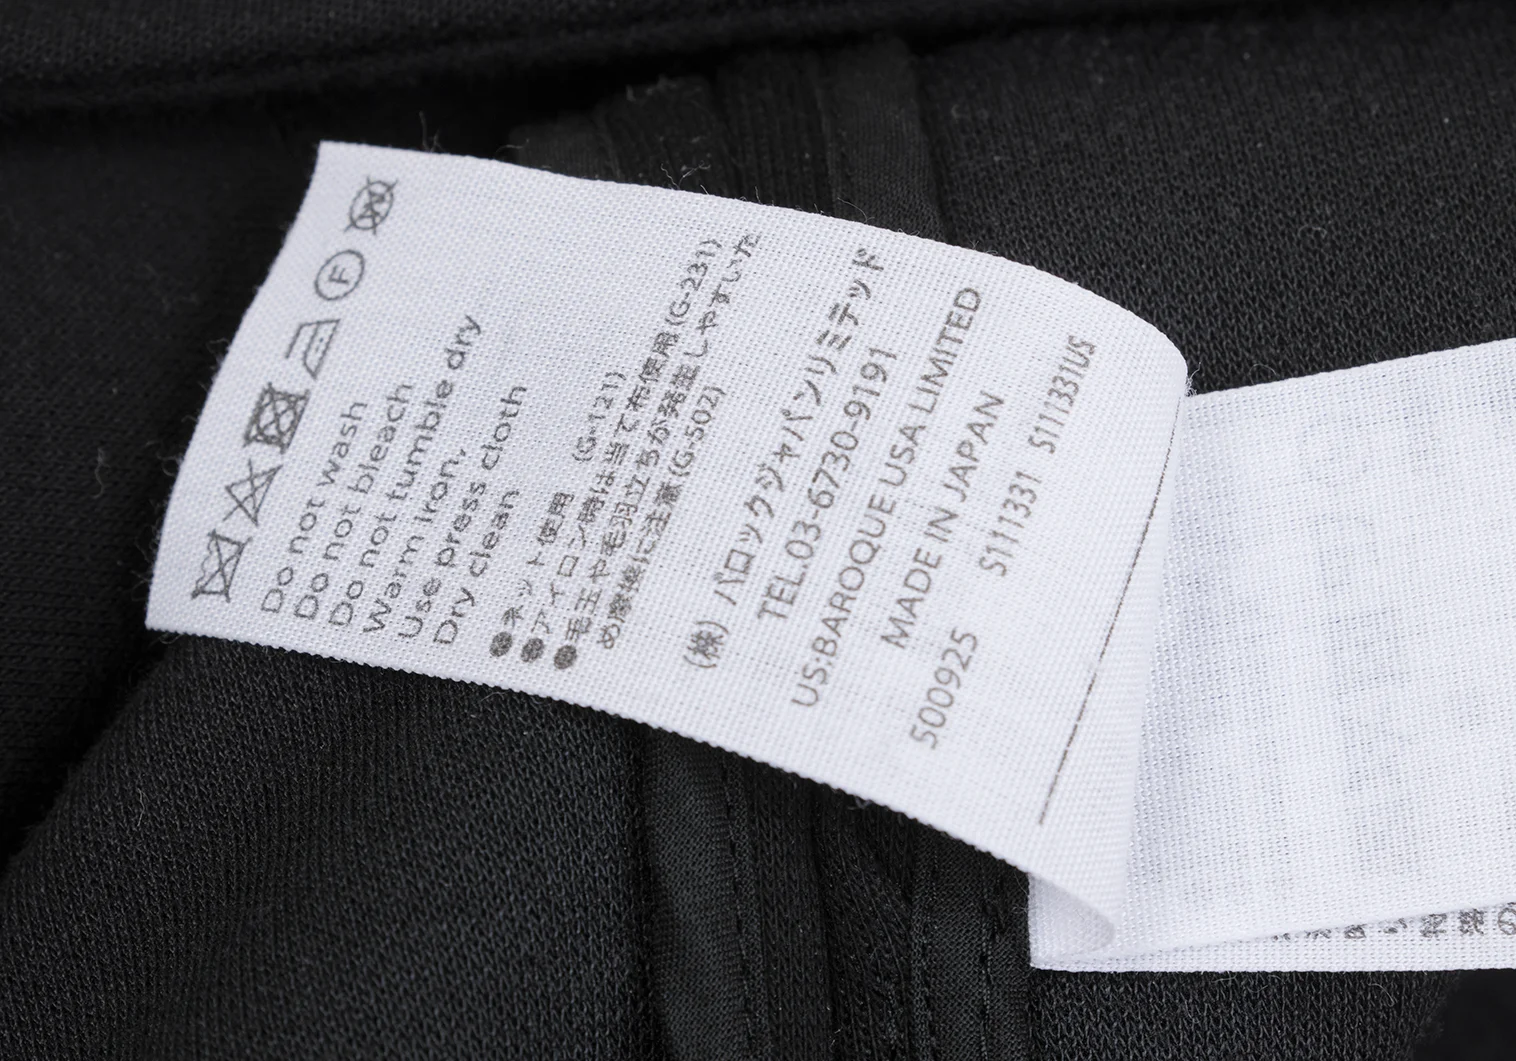 F
W
Do not wash
Do not bleach
Do not tumble dry
Warm iron,
Use press cloth
Dry clean
●ネット使用 (G-121)
●アイロン時は当て布使用(G-231)
●毛玉や毛羽立ちが発生しやすいた
め摩擦に注意(G-502)
(株) バロックジャパンリミテッド
TEL.03-6730-9191
US:BAROQUE USA LIMITED
MADE IN JAPAN
500925 S111331 S111331US